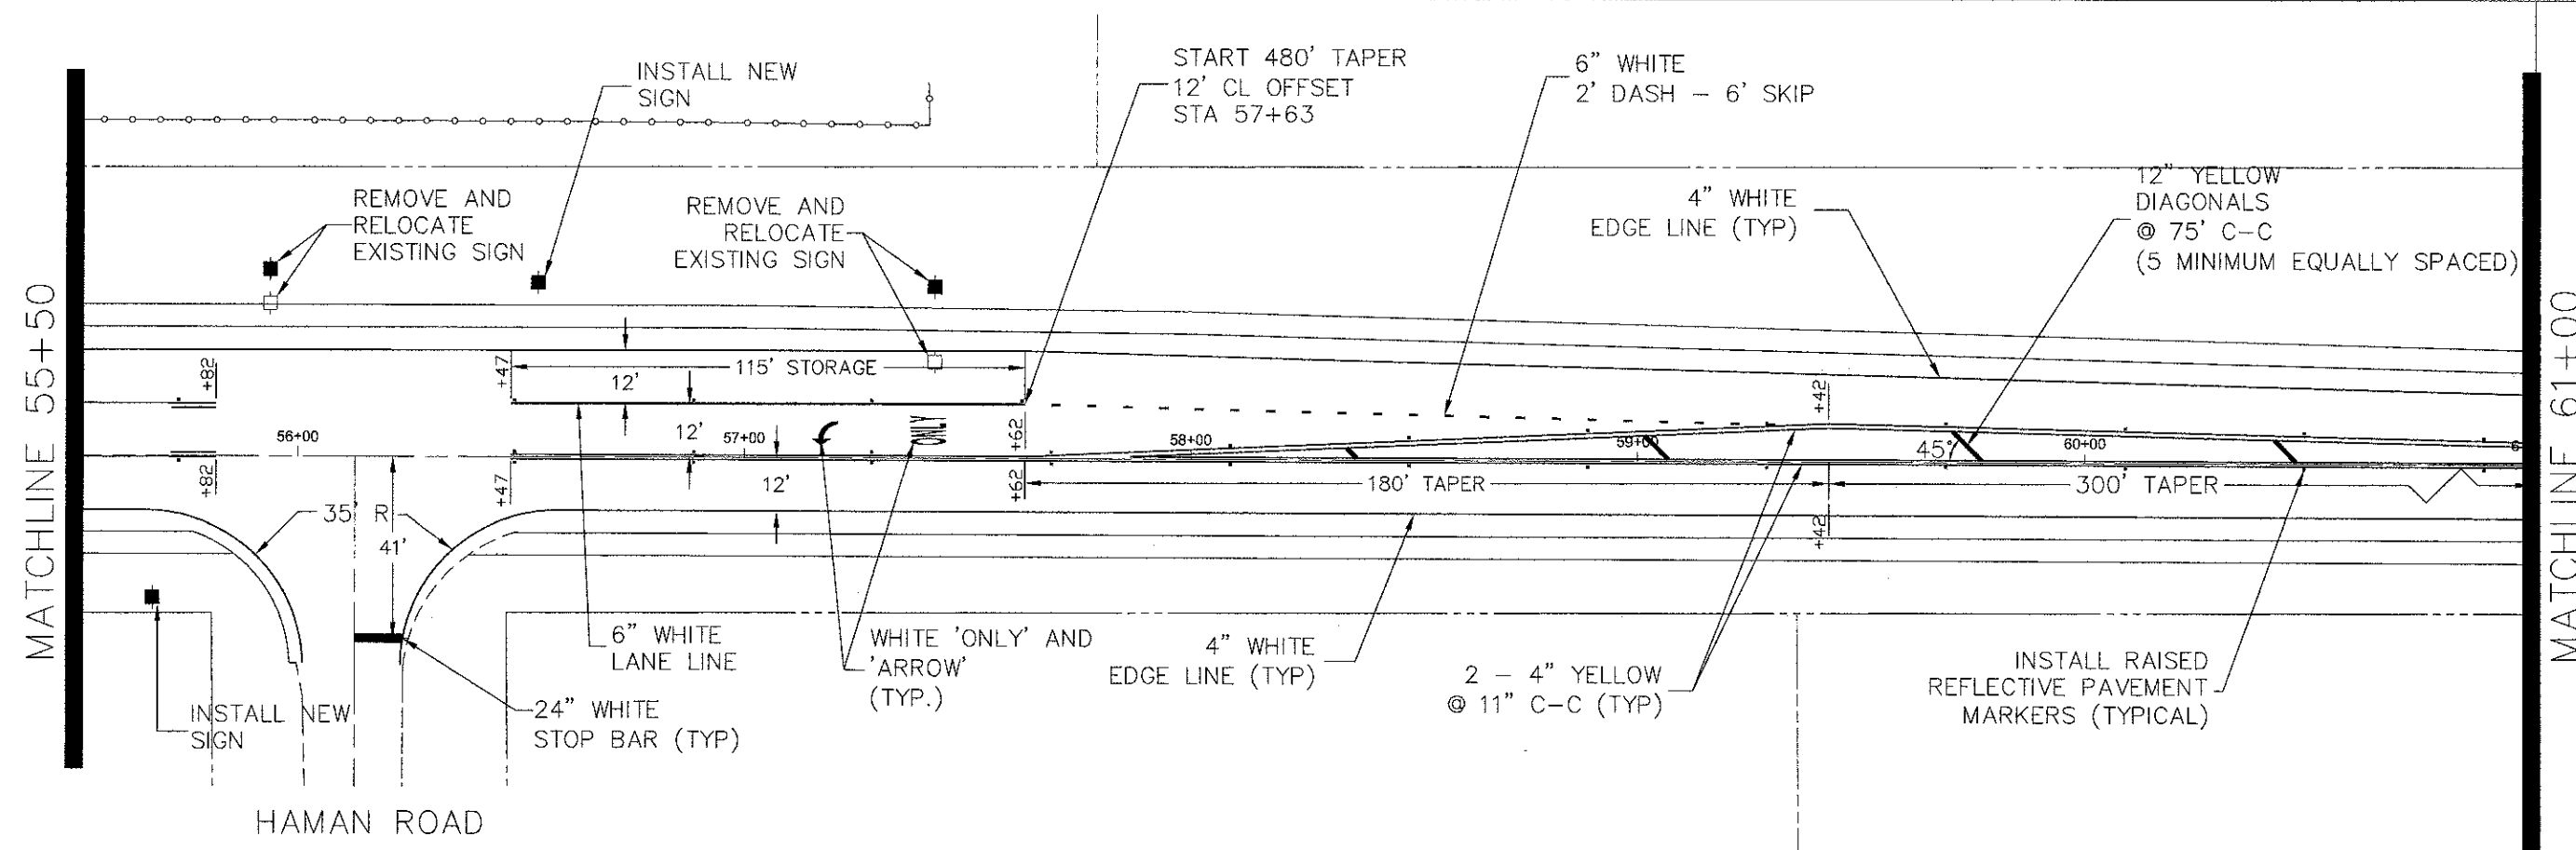 INSTALL NEW
SIGN
START 480' TAPER
12' CL OFFSET
STA 57+63
6" WHITE
2' DASH - 6' SKIP
REMOVE AND
RELOCATE
EXISTING SIGN
REMOVE AND
RELOCATE
EXISTING SIGN
4" WHITE
EDGE LINE (TYP)
12" YELLOW
DIAGONALS
@ 75' C-C
(5 MINIMUM EQUALLY SPACED)
MATCHLINE 55+50
MATCHLINE 61+00
+82
+47
115' STORAGE
12'
+42
56+00
12'
57+00
ONLY
+62
58+00
59+00
45°
60+00
6
+82
+47
12'
+62
180' TAPER
300' TAPER
35' R
41'
+42
6" WHITE
LANE LINE
WHITE 'ONLY' AND
'ARROW'
(TYP.)
4" WHITE
EDGE LINE (TYP)
2 - 4" YELLOW
@ 11" C-C (TYP)
INSTALL RAISED
REFLECTIVE PAVEMENT
MARKERS (TYPICAL)
INSTALL NEW
SIGN
24" WHITE
STOP BAR (TYP)
HAMAN ROAD